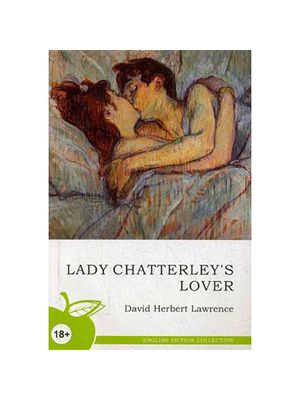 LADY CHATTERLEY'S
LOVER
David Herbert Lawrence
18+
ENGLISH FICTION COLLECTION